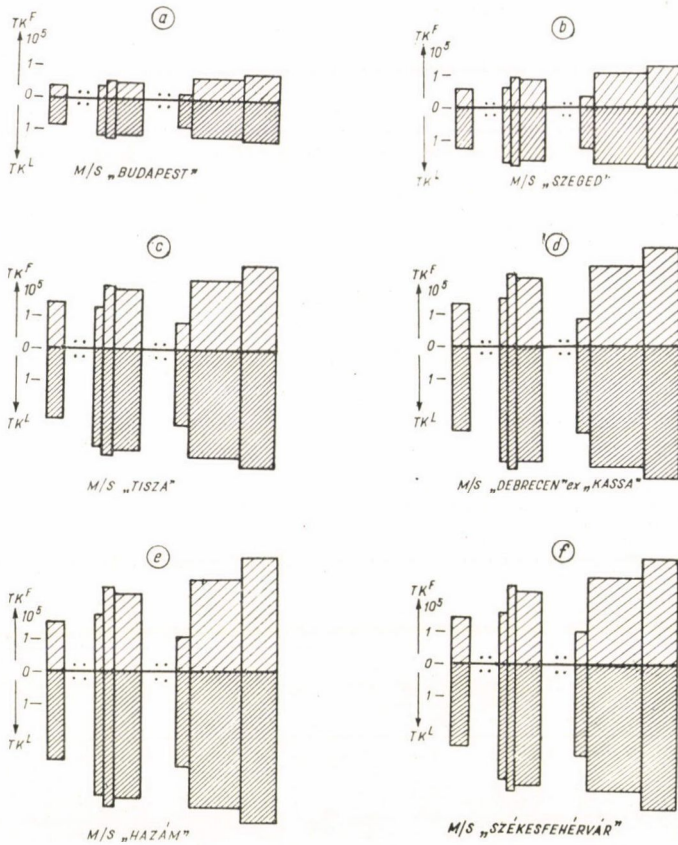 a
TK^F
10^5
1
0
1
TK^L
M/S „BUDAPEST”
b
TK^F
10^5
1
0
1
TK^L
M/S „SZEGED”
c
TK^F
10^5
1
0
1
TK^L
M/S „TISZA”
d
TK^F
10^5
1
0
1
TK^L
M/S „DEBRECEN” ex „KASSA”
e
TK^F
10^5
1
0
1
TK^L
M/S „HAZÁM”
f
TK^F
10^5
1
0
1
TK^L
M/S „SZÉKESFEHÉRVÁR”